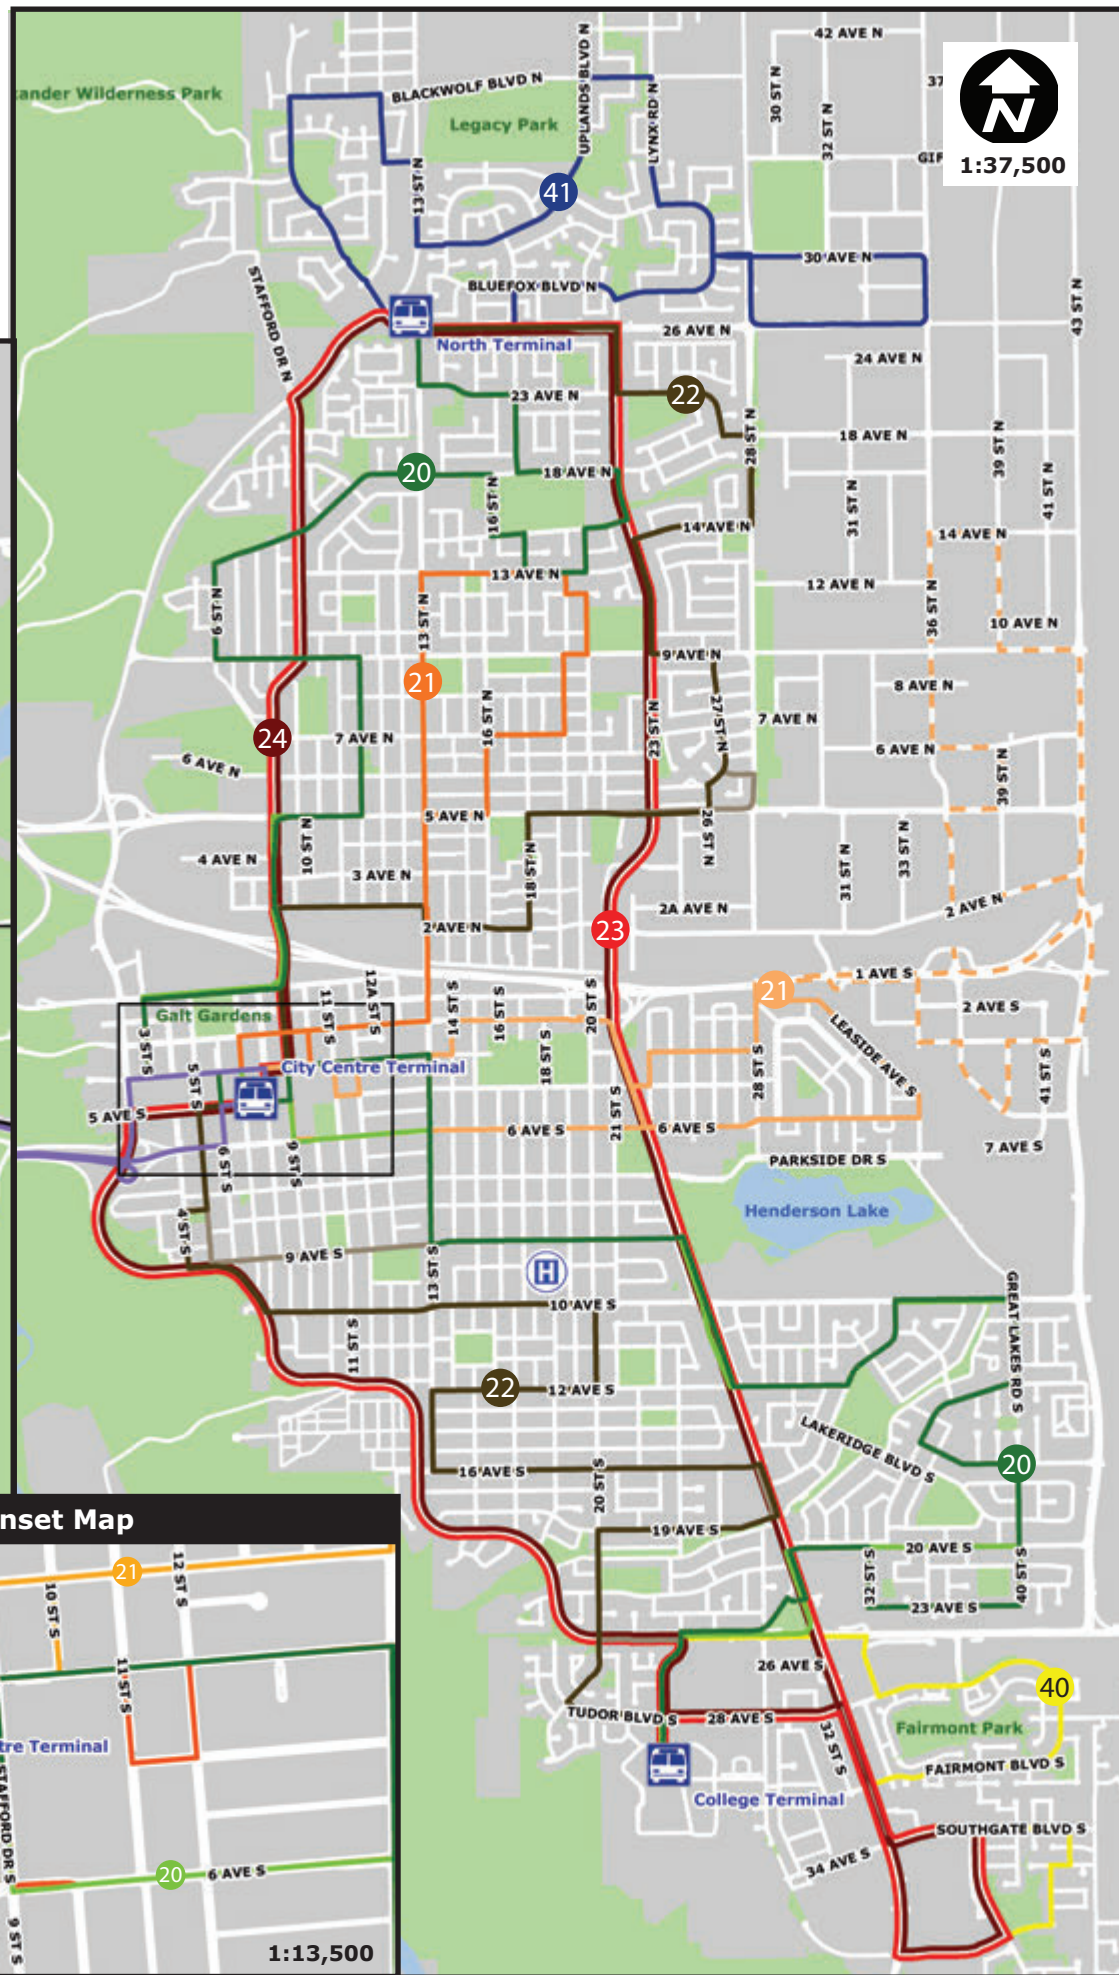 42 AVE N
N
1:37,500
37
GIF
30 ST N
32 ST N
UPLANDS BLVD N
LYNX RD N
BLACKWOLF BLVD N
Legacy Park
ander Wilderness Park
13 ST N
41
30 AVE N
BLUEFOX BLVD N
STAFFORD DR N
North Terminal
26 AVE N
43 ST N
24 AVE N
23 AVE N
22
28 ST N
18 AVE N
39 ST N
41 ST N
20
18 AVE N
16 ST N
31 ST N
14 AVE N
14 AVE N
13 AVE N
12 AVE N
36 ST N
10 AVE N
6 ST N
13 ST N
9 AVE N
21
8 AVE N
27 ST N
16 ST N
23 ST N
7 AVE N
24
7 AVE N
6 AVE N
6 AVE N
39 ST N
5 AVE N
10 ST N
26 ST N
4 AVE N
3 AVE N
18 ST N
31 ST N
33 ST N
2A AVE N
2 AVE N
2 AVE N
23
1 AVE S
21
12A ST S
11 ST S
14 ST S
16 ST S
20 ST S
2 AVE S
Galt Gardens
LEASIDE AVE S
3 ST S
5 ST S
City Centre Terminal
18 ST S
28 ST S
41 ST S
5 AVE S
21 ST S
6 AVE S
6 AVE S
7 AVE S
6 ST S
9 ST S
PARKSIDE DR S
4 ST S
Henderson Lake
9 AVE S
13 ST S
H
GREAT LAKES RD S
10 AVE S
11 ST S
22
12 AVE S
LAKERIDGE BLVD S
20
16 AVE S
20 ST S
19 AVE S
20 AVE S
32 ST S
40 ST S
23 AVE S
26 AVE S
40
TUDOR BLVD S
28 AVE S
32 ST S
Fairmont Park
FAIRMONT BLVD S
College Terminal
SOUTHGATE BLVD S
34 AVE S
nset Map
21
10 ST S
12 ST S
11 ST S
tre Terminal
STAFFORD DR S
20
6 AVE S
9 ST S
1:13,500